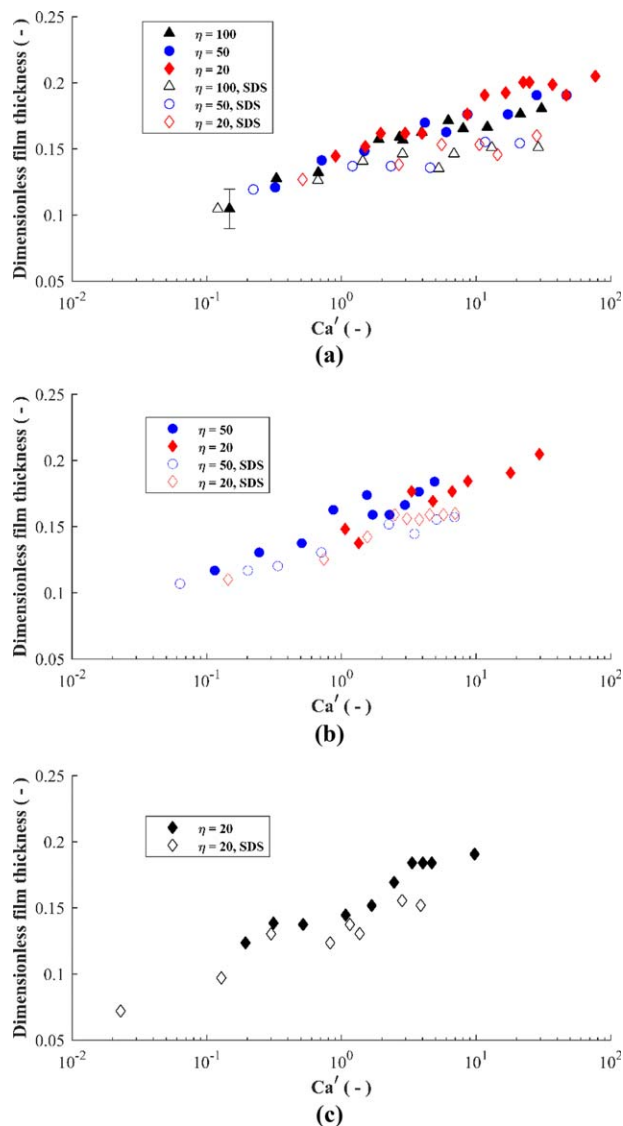 0.25
η = 100
η = 50
η = 20
η = 100, SDS
η = 50, SDS
η = 20, SDS
0.2
0.15
0.1
0.05
Dimensionless film thickness ( - )
10-2
10-1
100
101
102
Ca′ ( - )
(a)
0.25
η = 50
η = 20
η = 50, SDS
η = 20, SDS
0.2
0.15
0.1
0.05
Dimensionless film thickness ( - )
10-2
10-1
100
101
102
Ca′ ( - )
(b)
0.25
η = 20
η = 20, SDS
0.2
0.15
0.1
0.05
Dimensionless film thickness ( - )
10-2
10-1
100
101
102
Ca′ ( - )
(c)